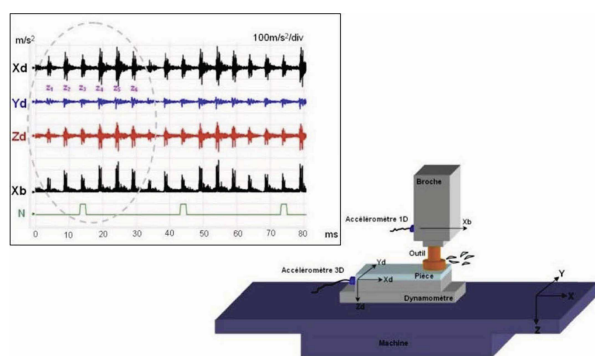 m/s²
100m/s²/div
Xd
Z₁ Z₂ Z₃ Z₄ Z₅ Z₆
Yd
Zd
Xb
N
0 10 20 30 40 50 60 70 80 ms
Broche
Accéléromètre 1D
Xb
Outil
Accéléromètre 3D
Yd
Xd
Pièce
Zd
Dynamomètre
Y
X
Z
Machine